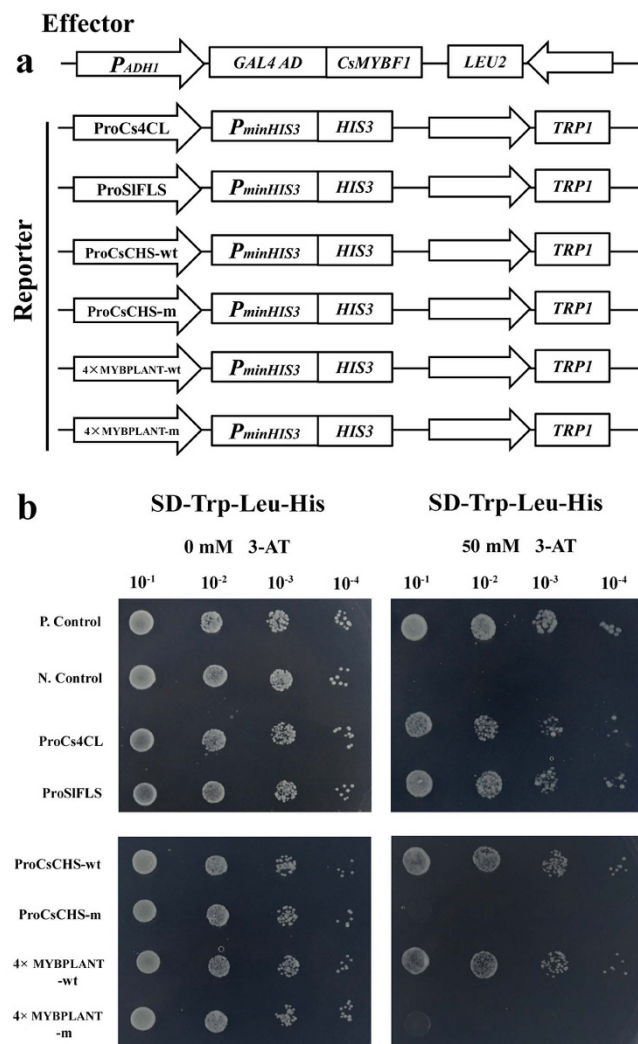 Effector
a
PADH1 GAL4 AD CsMYBF1 LEU2
Reporter
ProCs4CL PminHIS3 HIS3 TRP1
ProSlFLS PminHIS3 HIS3 TRP1
ProCsCHS-wt PminHIS3 HIS3 TRP1
ProCsCHS-m PminHIS3 HIS3 TRP1
4×MYBPLANT-wt PminHIS3 HIS3 TRP1
4×MYBPLANT-m PminHIS3 HIS3 TRP1
b
SD-Trp-Leu-His SD-Trp-Leu-His
0 mM 3-AT 50 mM 3-AT
10-1 10-2 10-3 10-4 10-1 10-2 10-3 10-4
P. Control
N. Control
ProCs4CL
ProSlFLS
ProCsCHS-wt
ProCsCHS-m
4× MYBPLANT
-wt
4× MYBPLANT
-m